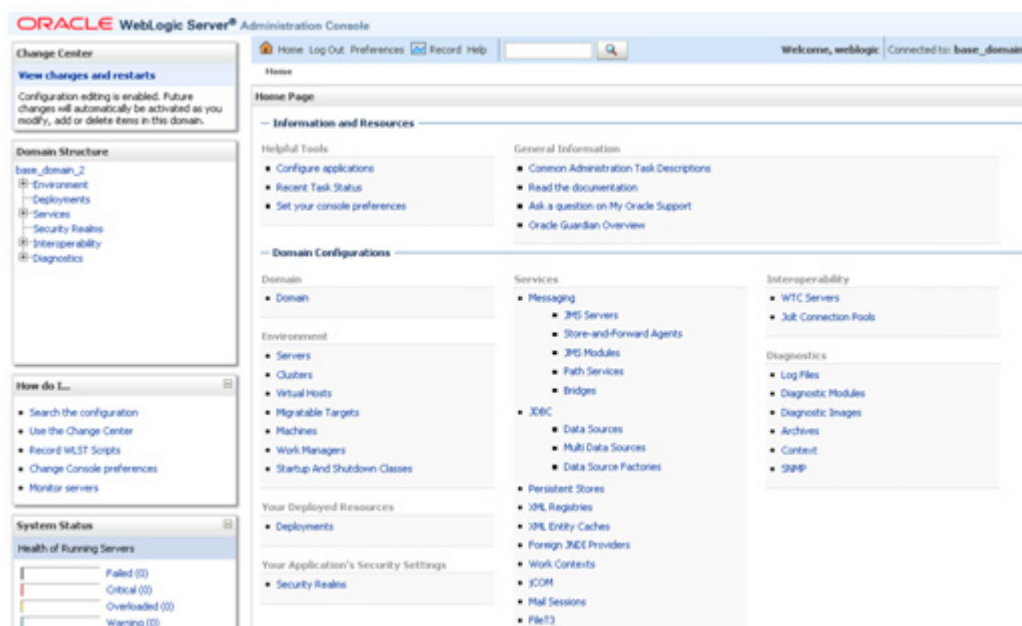 ORACLE WebLogic Server® Administration Console
Change Center
View changes and restarts
Configuration editing is enabled. Future
changes will automatically be activated as you
modify, add or delete items in this domain.
Domain Structure
base_domain_2
Environment
Deployments
Services
Security Realms
Interoperability
Diagnostics
How do I...
Search the configuration
Use the Change Center
Record WLST Scripts
Change Console preferences
Monitor servers
System Status
Health of Running Servers
Failed (0)
Critical (0)
Overloaded (0)
Warning (0)
Home Log Out Preferences Record Help
Welcome, weblogic Connected to: base_domain
Home
Home Page
Information and Resources
Helpful Tools
Configure applications
Recent Task Status
Set your console preferences
General Information
Common Administration Task Descriptions
Read the documentation
Ask a question on My Oracle Support
Oracle Guardian Overview
Domain Configurations
Domain
Domain
Environment
Servers
Clusters
Virtual Hosts
Migratable Targets
Machines
Work Managers
Startup And Shutdown Classes
Your Deployed Resources
Deployments
Your Application's Security Settings
Security Realms
Services
Messaging
JMS Servers
Store-and-Forward Agents
JMS Modules
Path Services
Bridges
JDBC
Data Sources
Multi Data Sources
Data Source Factories
Persistent Stores
XML Registries
XML Entity Caches
Foreign JNDI Providers
Work Contexts
jCOM
Mail Sessions
FileT3
Interoperability
WTC Servers
Jolt Connection Pools
Diagnostics
Log Files
Diagnostic Modules
Diagnostic Images
Archives
Context
SNMP